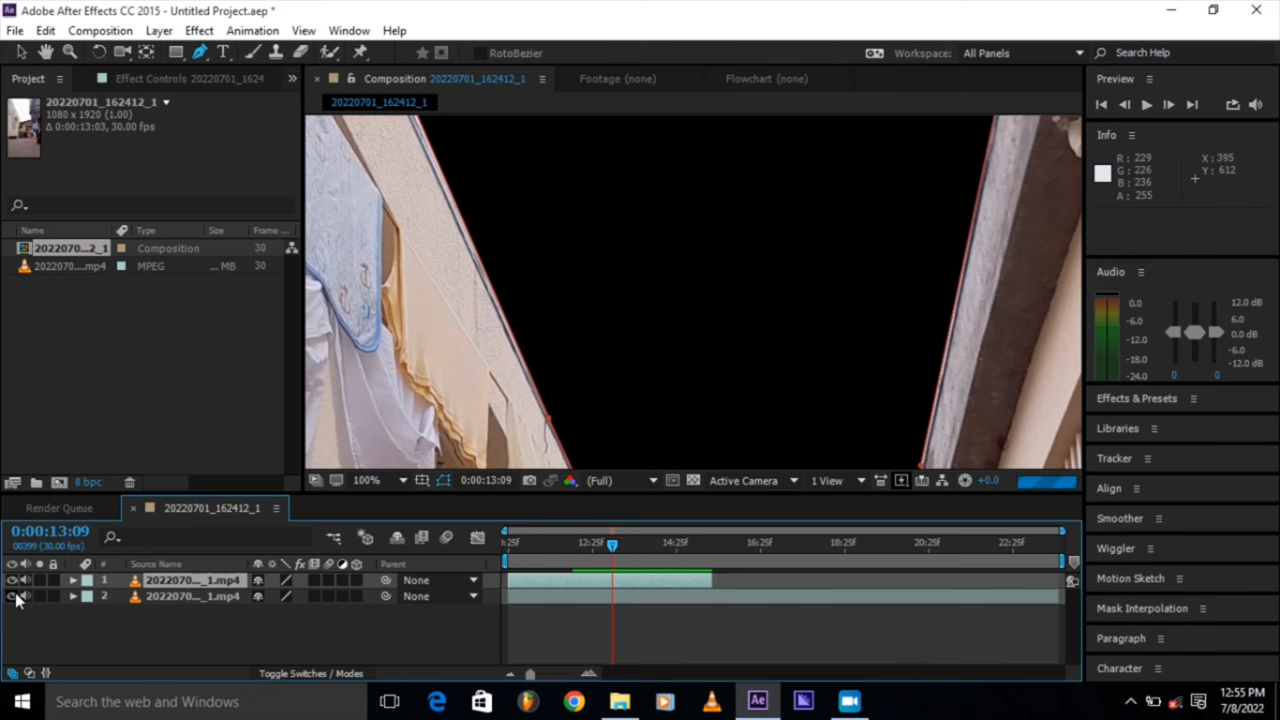 Adobe After Effects CC 2015 - Untitled Project.aep *
File Edit Composition Layer Effect Animation View Window Help
RotoBezier Workspace: All Panels Search Help
Project Effect Controls 20220701_1624 Composition 20220701_162412_1 Footage (none) Flowchart (none) Preview
20220701_162412_1
20220701_162412_1
1080 x 1920 (1.00)
Δ 0:00:13:03, 30.00 fps
Info
R : 229
G : 226
B : 236
A : 255
X : 395
Y : 612
Name Type Size Frame ...
2022070...2_1 Composition 30
2022070....mp4 MPEG ... MB 30
Audio
0.0
-6.0
-12.0
-18.0
-24.0
12.0 dB
6.0
0.0 dB
-6.0
-12.0 dB
0 0
Effects & Presets
Libraries
Tracker
Align
Smoother
Wiggler
Motion Sketch
Mask Interpolation
Paragraph
Character
8 bpc 100% 0:00:13:09 (Full) Active Camera 1 View +0.0
Render Queue 20220701_162412_1
0:00:13:09
00399 (30.00 fps)
:25f 12:25f 14:25f 16:25f 18:25f 20:25f 22:25f
# Source Name Parent
1 2022070..._1.mp4 None
2 2022070..._1.mp4 None
Toggle Switches / Modes
Search the web and Windows
12:55 PM
7/8/2022